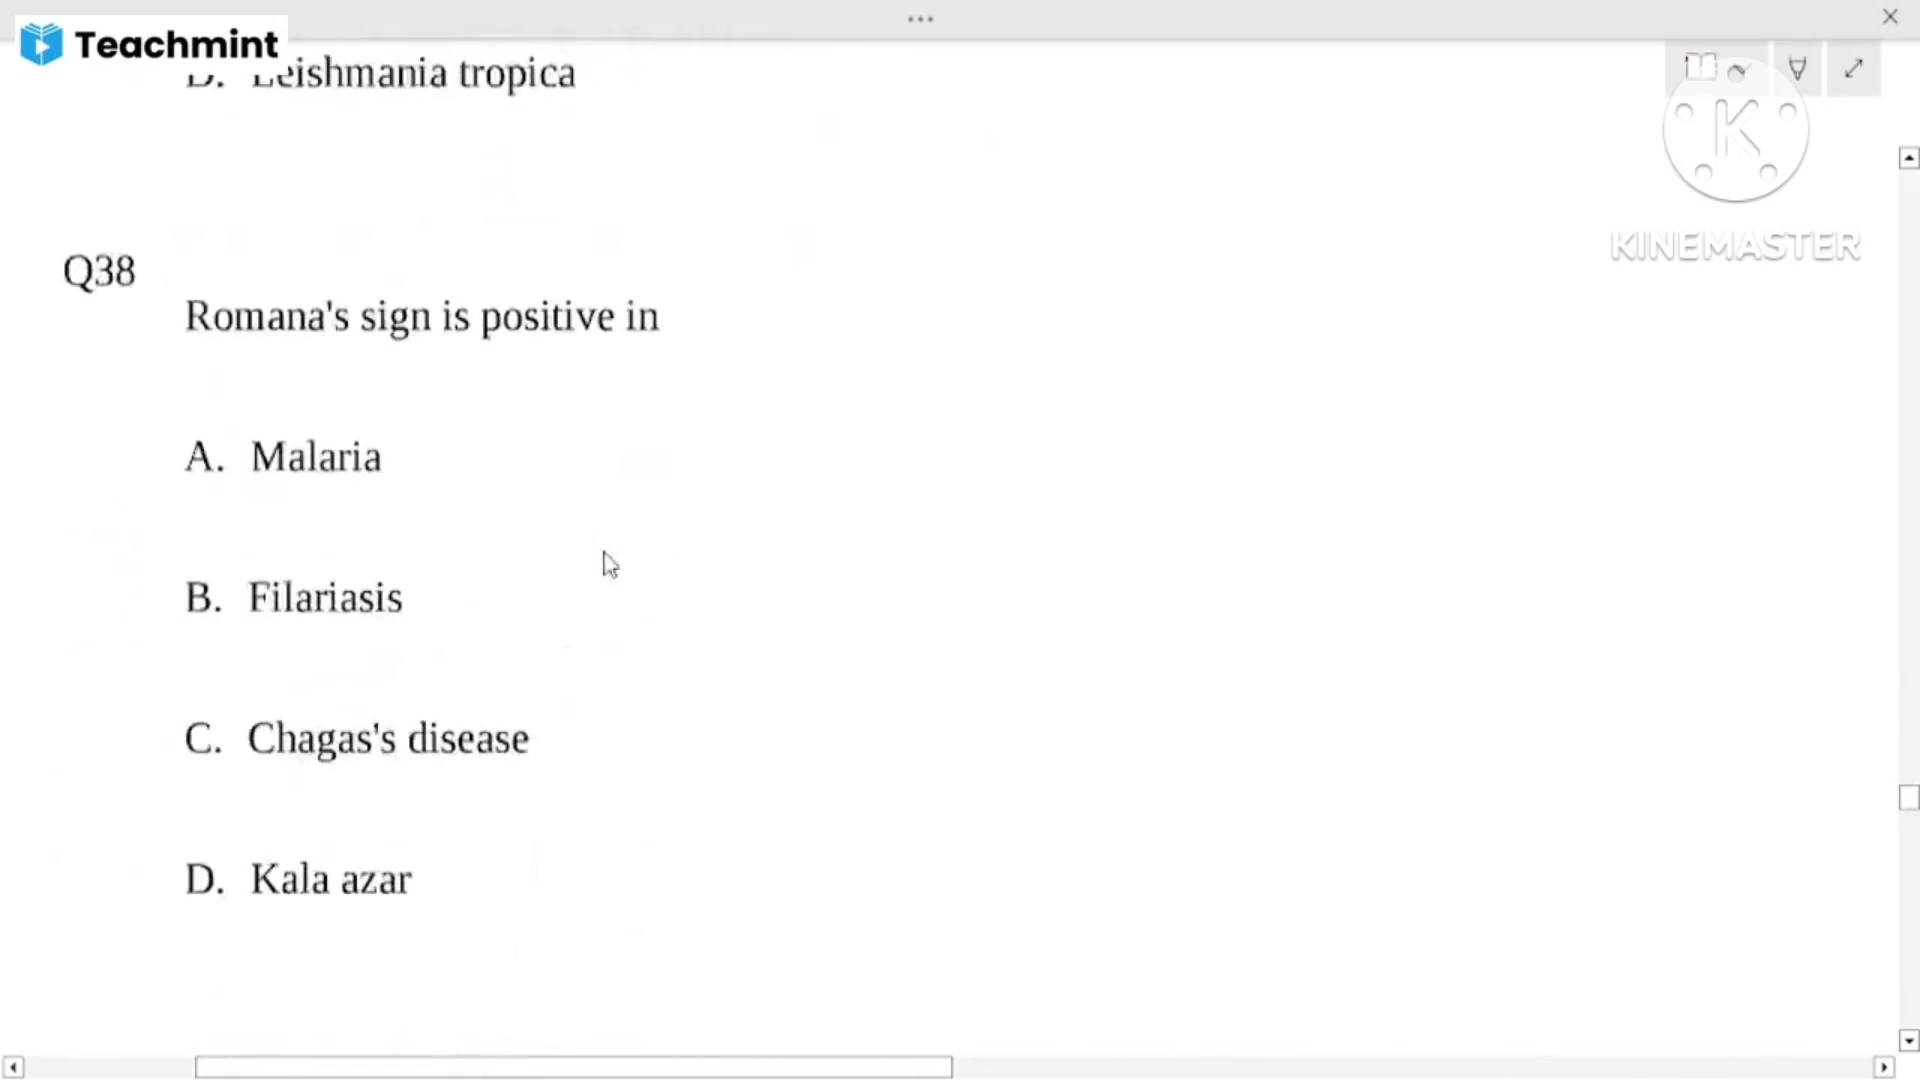 Teachmint
D. Leishmania tropica
KINEMASTER
Q38
Romana's sign is positive in
A. Malaria
B. Filariasis
C. Chagas's disease
D. Kala azar